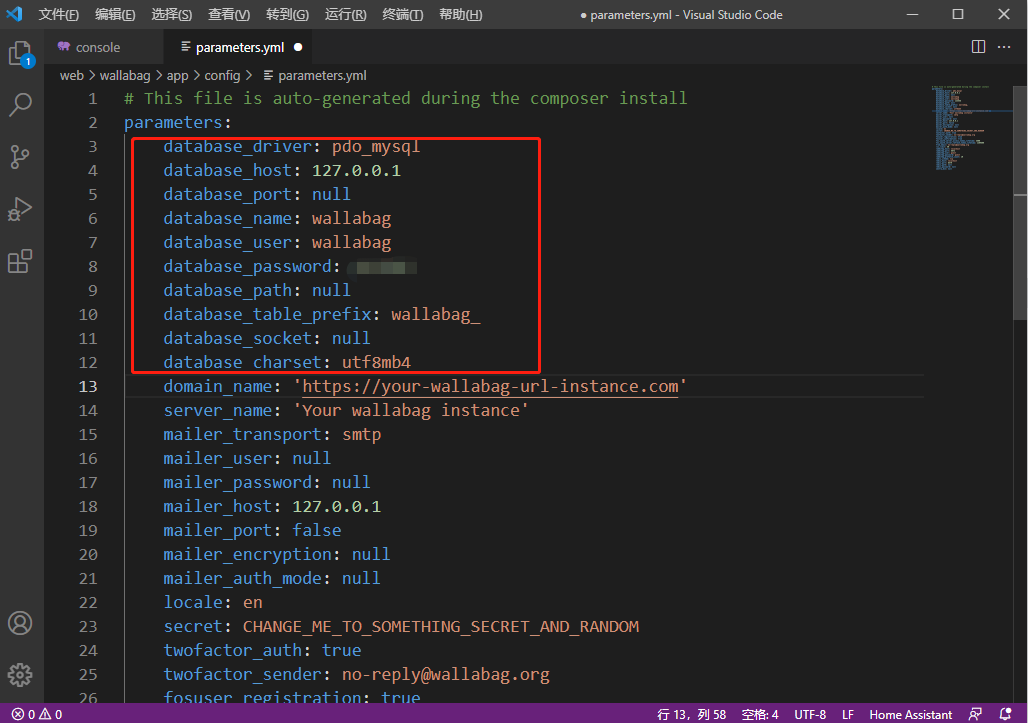 文件(F) 编辑(E) 选择(S) 查看(V) 转到(G) 运行(R) 终端(T) 帮助(H) ● parameters.yml - Visual Studio Code
console parameters.yml ●
1
web > wallabag > app > config > parameters.yml
1 # This file is auto-generated during the composer install
2 parameters:
3 database_driver: pdo_mysql
4 database_host: 127.0.0.1
5 database_port: null
6 database_name: wallabag
7 database_user: wallabag
8 database_password:
9 database_path: null
10 database_table_prefix: wallabag_
11 database_socket: null
12 database_charset: utf8mb4
13 domain_name: 'https://your-wallabag-url-instance.com'
14 server_name: 'Your wallabag instance'
15 mailer_transport: smtp
16 mailer_user: null
17 mailer_password: null
18 mailer_host: 127.0.0.1
19 mailer_port: false
20 mailer_encryption: null
21 mailer_auth_mode: null
22 locale: en
23 secret: CHANGE_ME_TO_SOMETHING_SECRET_AND_RANDOM
24 twofactor_auth: true
25 twofactor_sender: no-reply@wallabag.org
26 fosuser_registration: true
0 0 行 13，列 58 空格: 4 UTF-8 LF Home Assistant